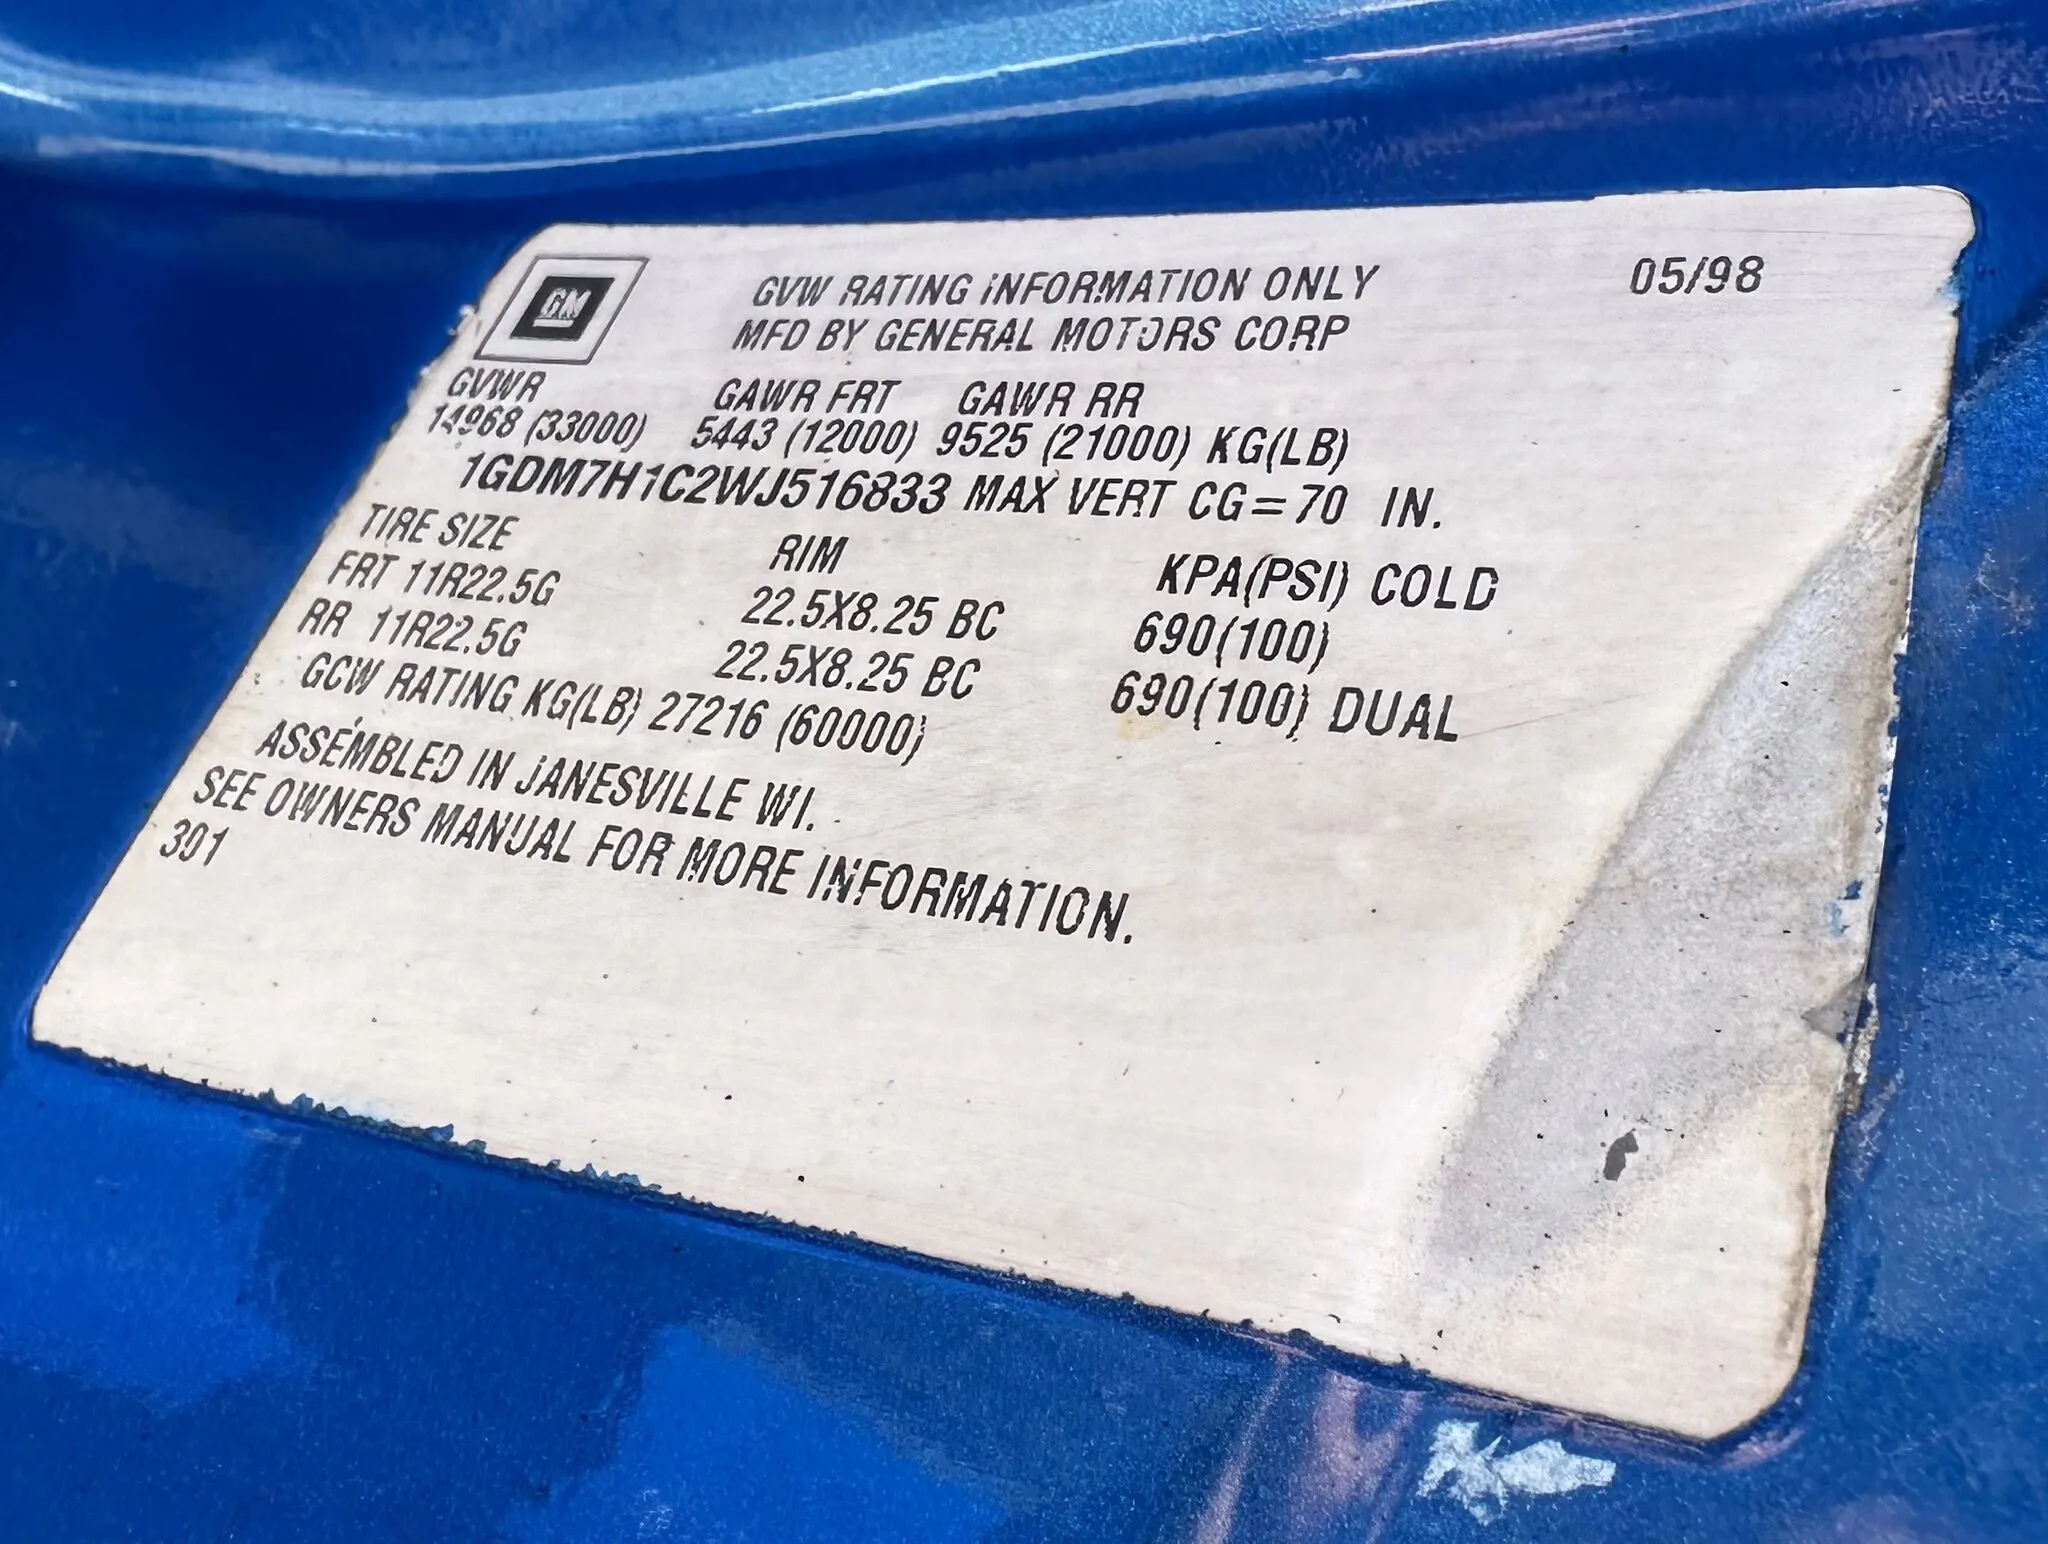 GM
GVW RATING INFORMATION ONLY 05/98
MFD BY GENERAL MOTORS CORP
GVWR GAWR FRT GAWR RR
14968 (33000) 5443 (12000) 9525 (21000) KG(LB)
1GDM7H1C2WJ516833 MAX VERT CG=70 IN.
TIRE SIZE RIM KPA(PSI) COLD
FRT 11R22.5G 22.5X8.25 BC 690(100)
RR 11R22.5G 22.5X8.25 BC 690(100) DUAL
GCW RATING KG(LB) 27216 (60000)
ASSEMBLED IN JANESVILLE WI.
SEE OWNERS MANUAL FOR MORE INFORMATION.
301